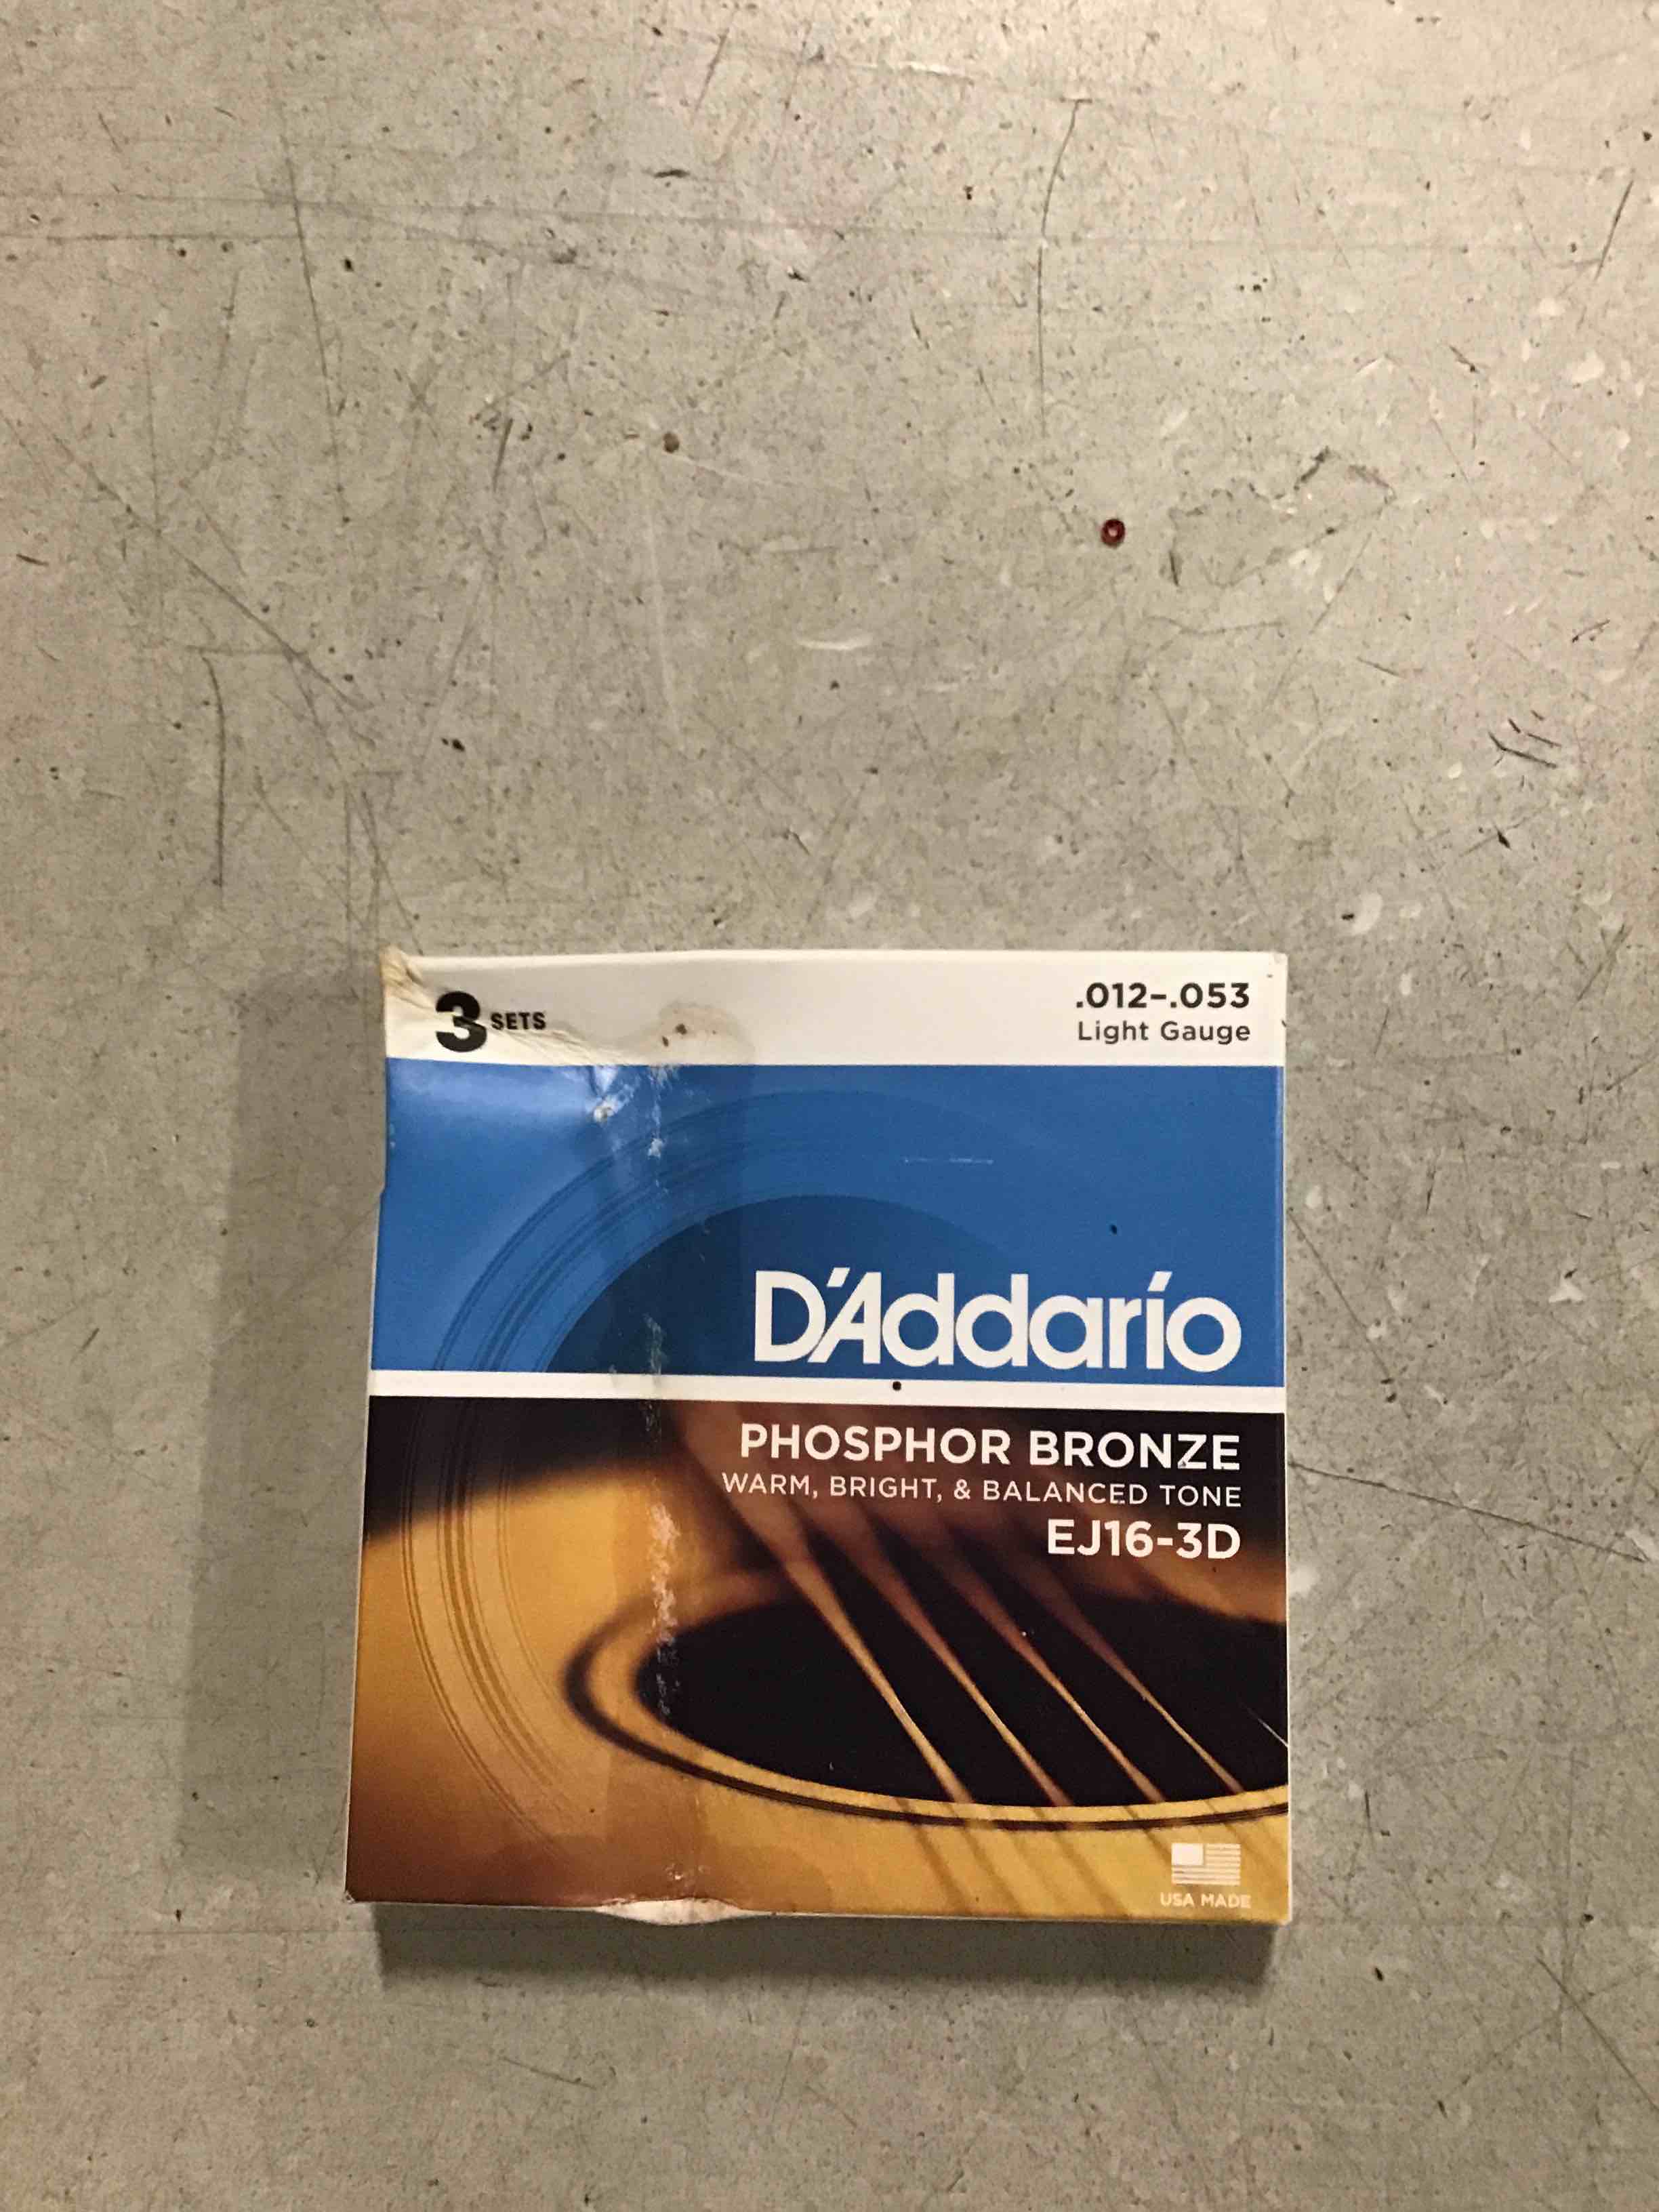 3 SETS
.012–.053
Light Gauge
D'Addario
PHOSPHOR BRONZE
WARM, BRIGHT, & BALANCED TONE
EJ16-3D
USA MADE